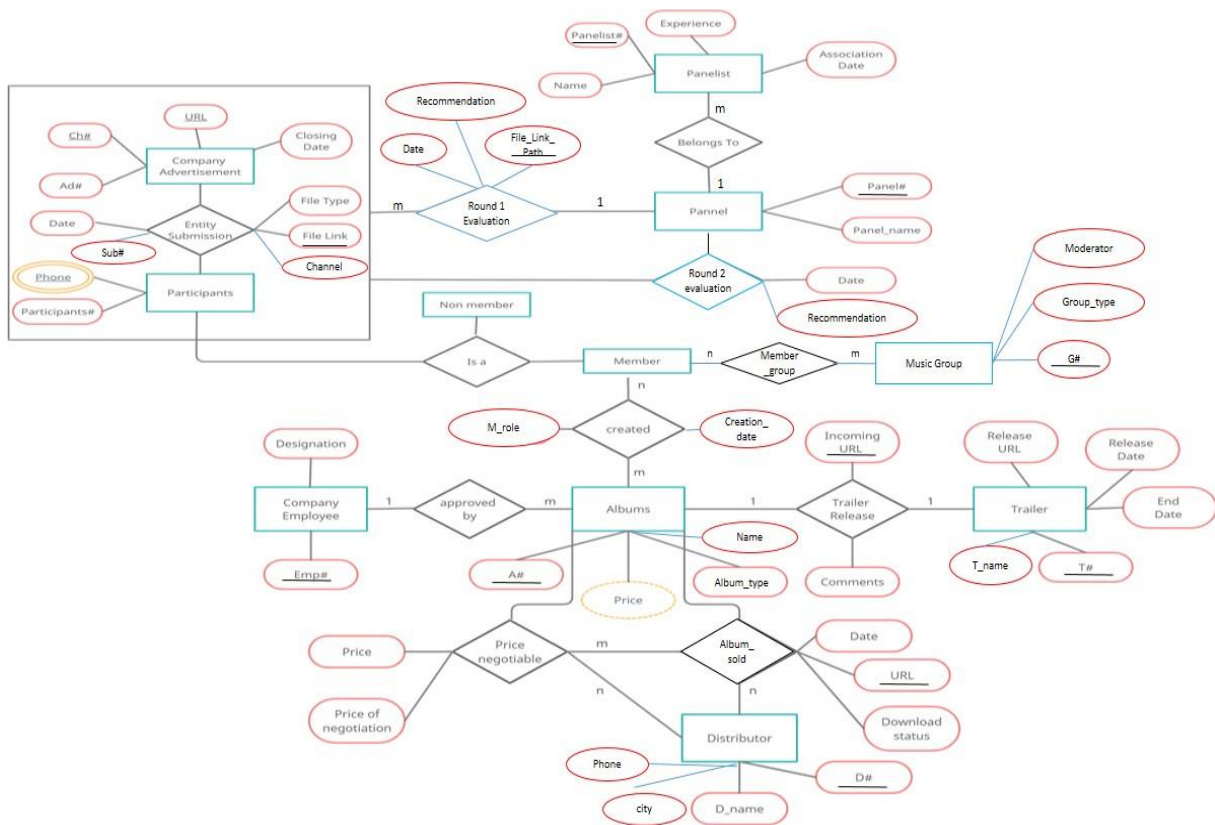 Panelist#
Experience
Association
Date
Name
Panelist
m
Belongs To
1
Recommendation
Date
File_Link_
Path
URL
Ch#
Closing
Date
Company
Advertisement
Ad#
File Type
Date
Entity
Submission
File Link
Sub#
Channel
Phone
Participants
Participants#
m
Round 1
Evaluation
1
Pannel
Panel#
Panel_name
Round 2
evaluation
Date
Recommendation
Moderator
Group_type
G#
Non member
Is a
Member
n
Member
_group
m
Music Group
n
M_role
created
Creation_
date
m
Designation
Company
Employee
1
approved
by
m
Albums
1
Incoming
URL
Trailer
Release
1
Comments
Release
URL
Release
Date
Trailer
End
Date
T_name
T#
Emp#
Name
A#
Album_type
Price
Price
Price
negotiable
m
Album_
sold
Date
URL
Download
status
Price of
negotiation
n
n
Distributor
Phone
city
D_name
D#